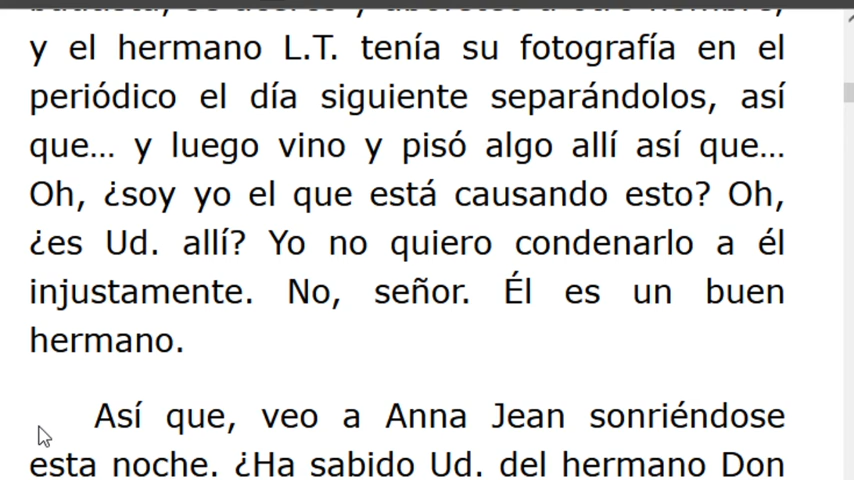 y el hermano L.T. tenía su fotografía en el
periódico el día siguiente separándolos, así
que... y luego vino y pisó algo allí así que...
Oh, ¿soy yo el que está causando esto? Oh,
¿es Ud. allí? Yo no quiero condenarlo a él
injustamente. No, señor. Él es un buen
hermano.
Así que, veo a Anna Jean sonriéndose
esta noche. ¿Ha sabido Ud. del hermano Don